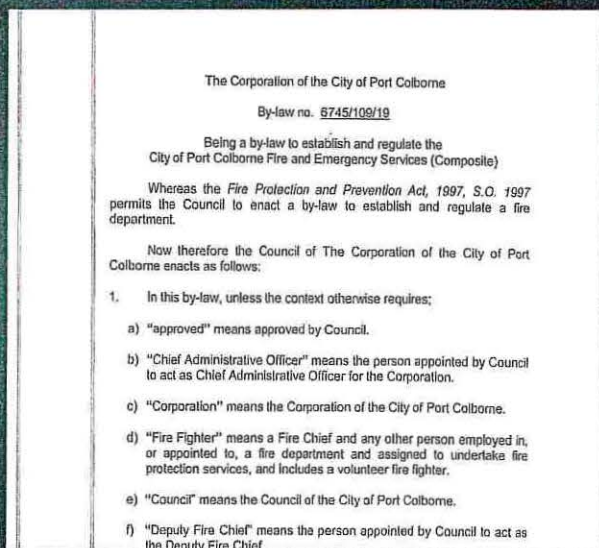 The Corporation of the City of Port Colborne
By-law no. 6745/109/19
Being a by-law to establish and regulate the
City of Port Colborne Fire and Emergency Services (Composite)
Whereas the Fire Protection and Prevention Act, 1997, S.O. 1997
permits the Council to enact a by-law to establish and regulate a fire
department.
Now therefore the Council of The Corporation of the City of Port
Colborne enacts as follows:
1. In this by-law, unless the context otherwise requires;
a) "approved" means approved by Council.
b) "Chief Administrative Officer" means the person appointed by Council
to act as Chief Administrative Officer for the Corporation.
c) "Corporation" means the Corporation of the City of Port Colborne.
d) "Fire Fighter" means a Fire Chief and any other person employed in,
or appointed to, a fire department and assigned to undertake fire
protection services, and includes a volunteer fire fighter.
e) "Council" means the Council of the City of Port Colborne.
f) "Deputy Fire Chief" means the person appointed by Council to act as
the Deputy Fire Chief